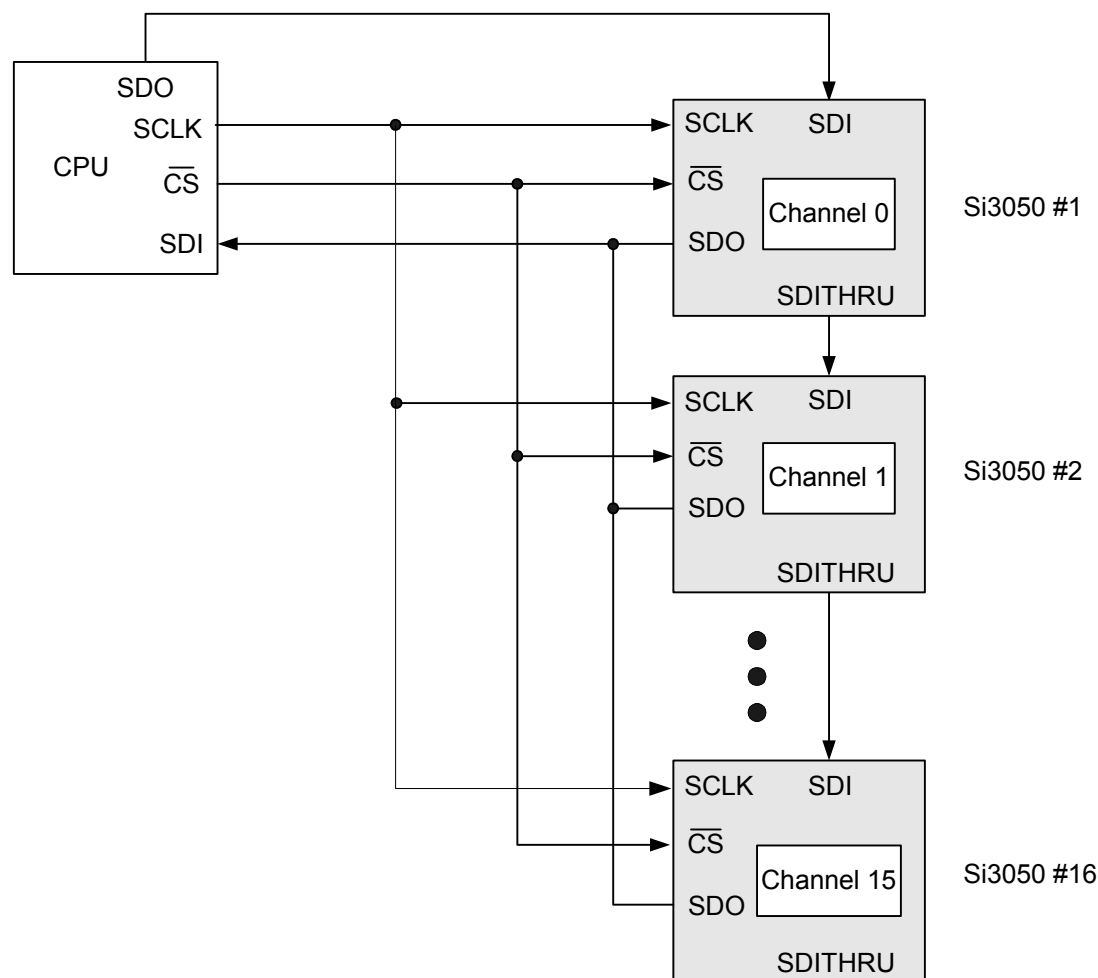 SDO
SCLK
CPU
CS
SDI
SCLK
SDI
CS
Channel 0
SDO
SDITHRU
Si3050 #1
SCLK
SDI
CS
Channel 1
SDO
SDITHRU
Si3050 #2
SCLK
SDI
CS
Channel 15
SDO
SDITHRU
Si3050 #16